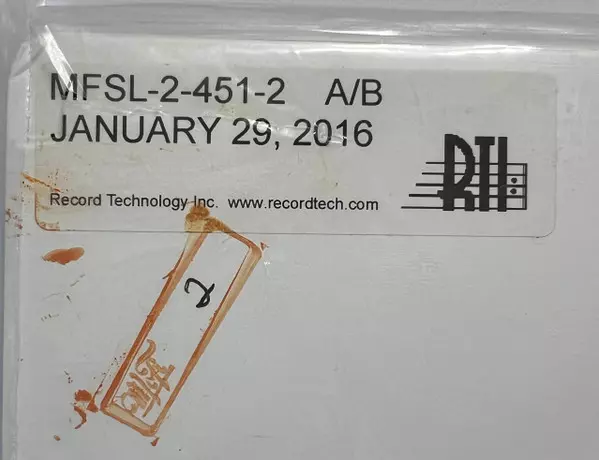 MFSL-2-451-2 A/B
JANUARY 29, 2016
RTI
Record Technology Inc. www.recordtech.com
2